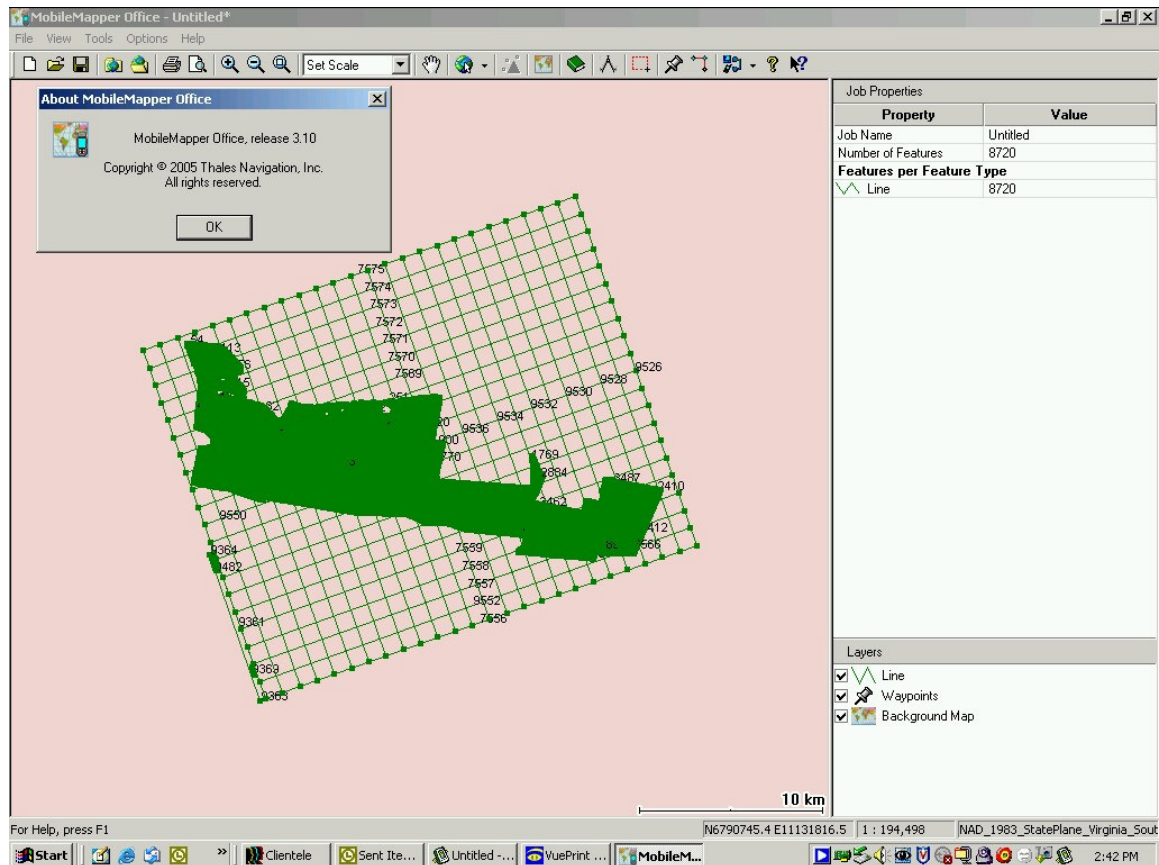 MobileMapper Office - Untitled*
File View Tools Options Help
Set Scale
About MobileMapper Office
MobileMapper Office, release 3.10
Copyright © 2005 Thales Navigation, Inc.
All rights reserved.
OK
Job Properties
Property Value
Job Name Untitled
Number of Features 8720
Features per Feature Type
Line 8720
7575
7574
7573
7572
7571
7570
7569
9526
9528
9530
9532
9534
9536
1769
2884
2410
9550
9364
7559
7558
7557
9552
7556
9361
9363
10 km
Layers
Line
Waypoints
Background Map
For Help, press F1
N6790745.4 E11131816.5 1 : 194,498 NAD_1983_StatePlane_Virginia_Sout
Start » Clientele Sent Ite... Untitled -... VuePrint ... MobileM... 2:42 PM